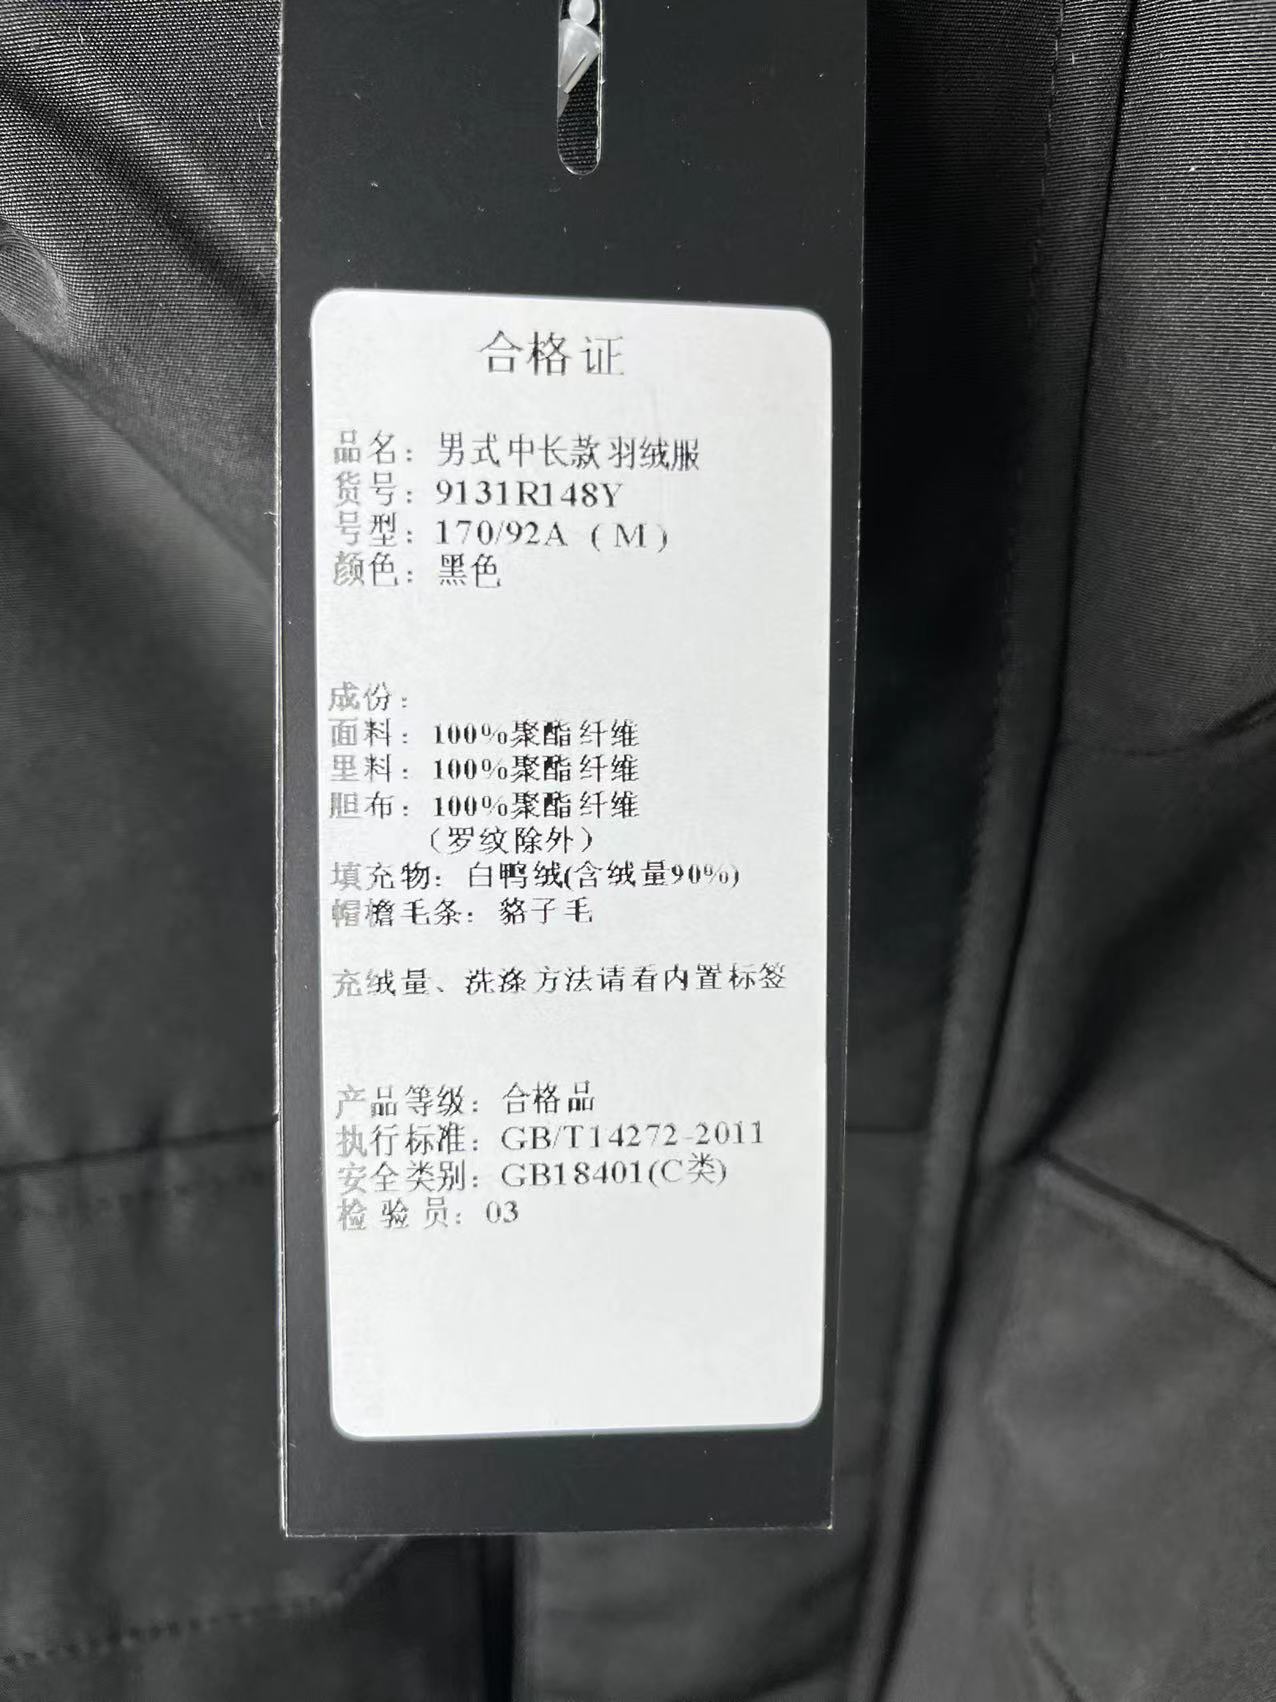 合格证
品名：男式中长款羽绒服
货号：9131R148Y
号型：170/92A（M）
颜色：黑色
成份：
面料：100%聚酯纤维
里料：100%聚酯纤维
胆布：100%聚酯纤维
（罗纹除外）
填充物：白鸭绒(含绒量90%)
帽檐毛条：貉子毛
充绒量、洗涤方法请看内置标签
产品等级：合格品
执行标准：GB/T14272-2011
安全类别：GB18401(C类)
检验员：03